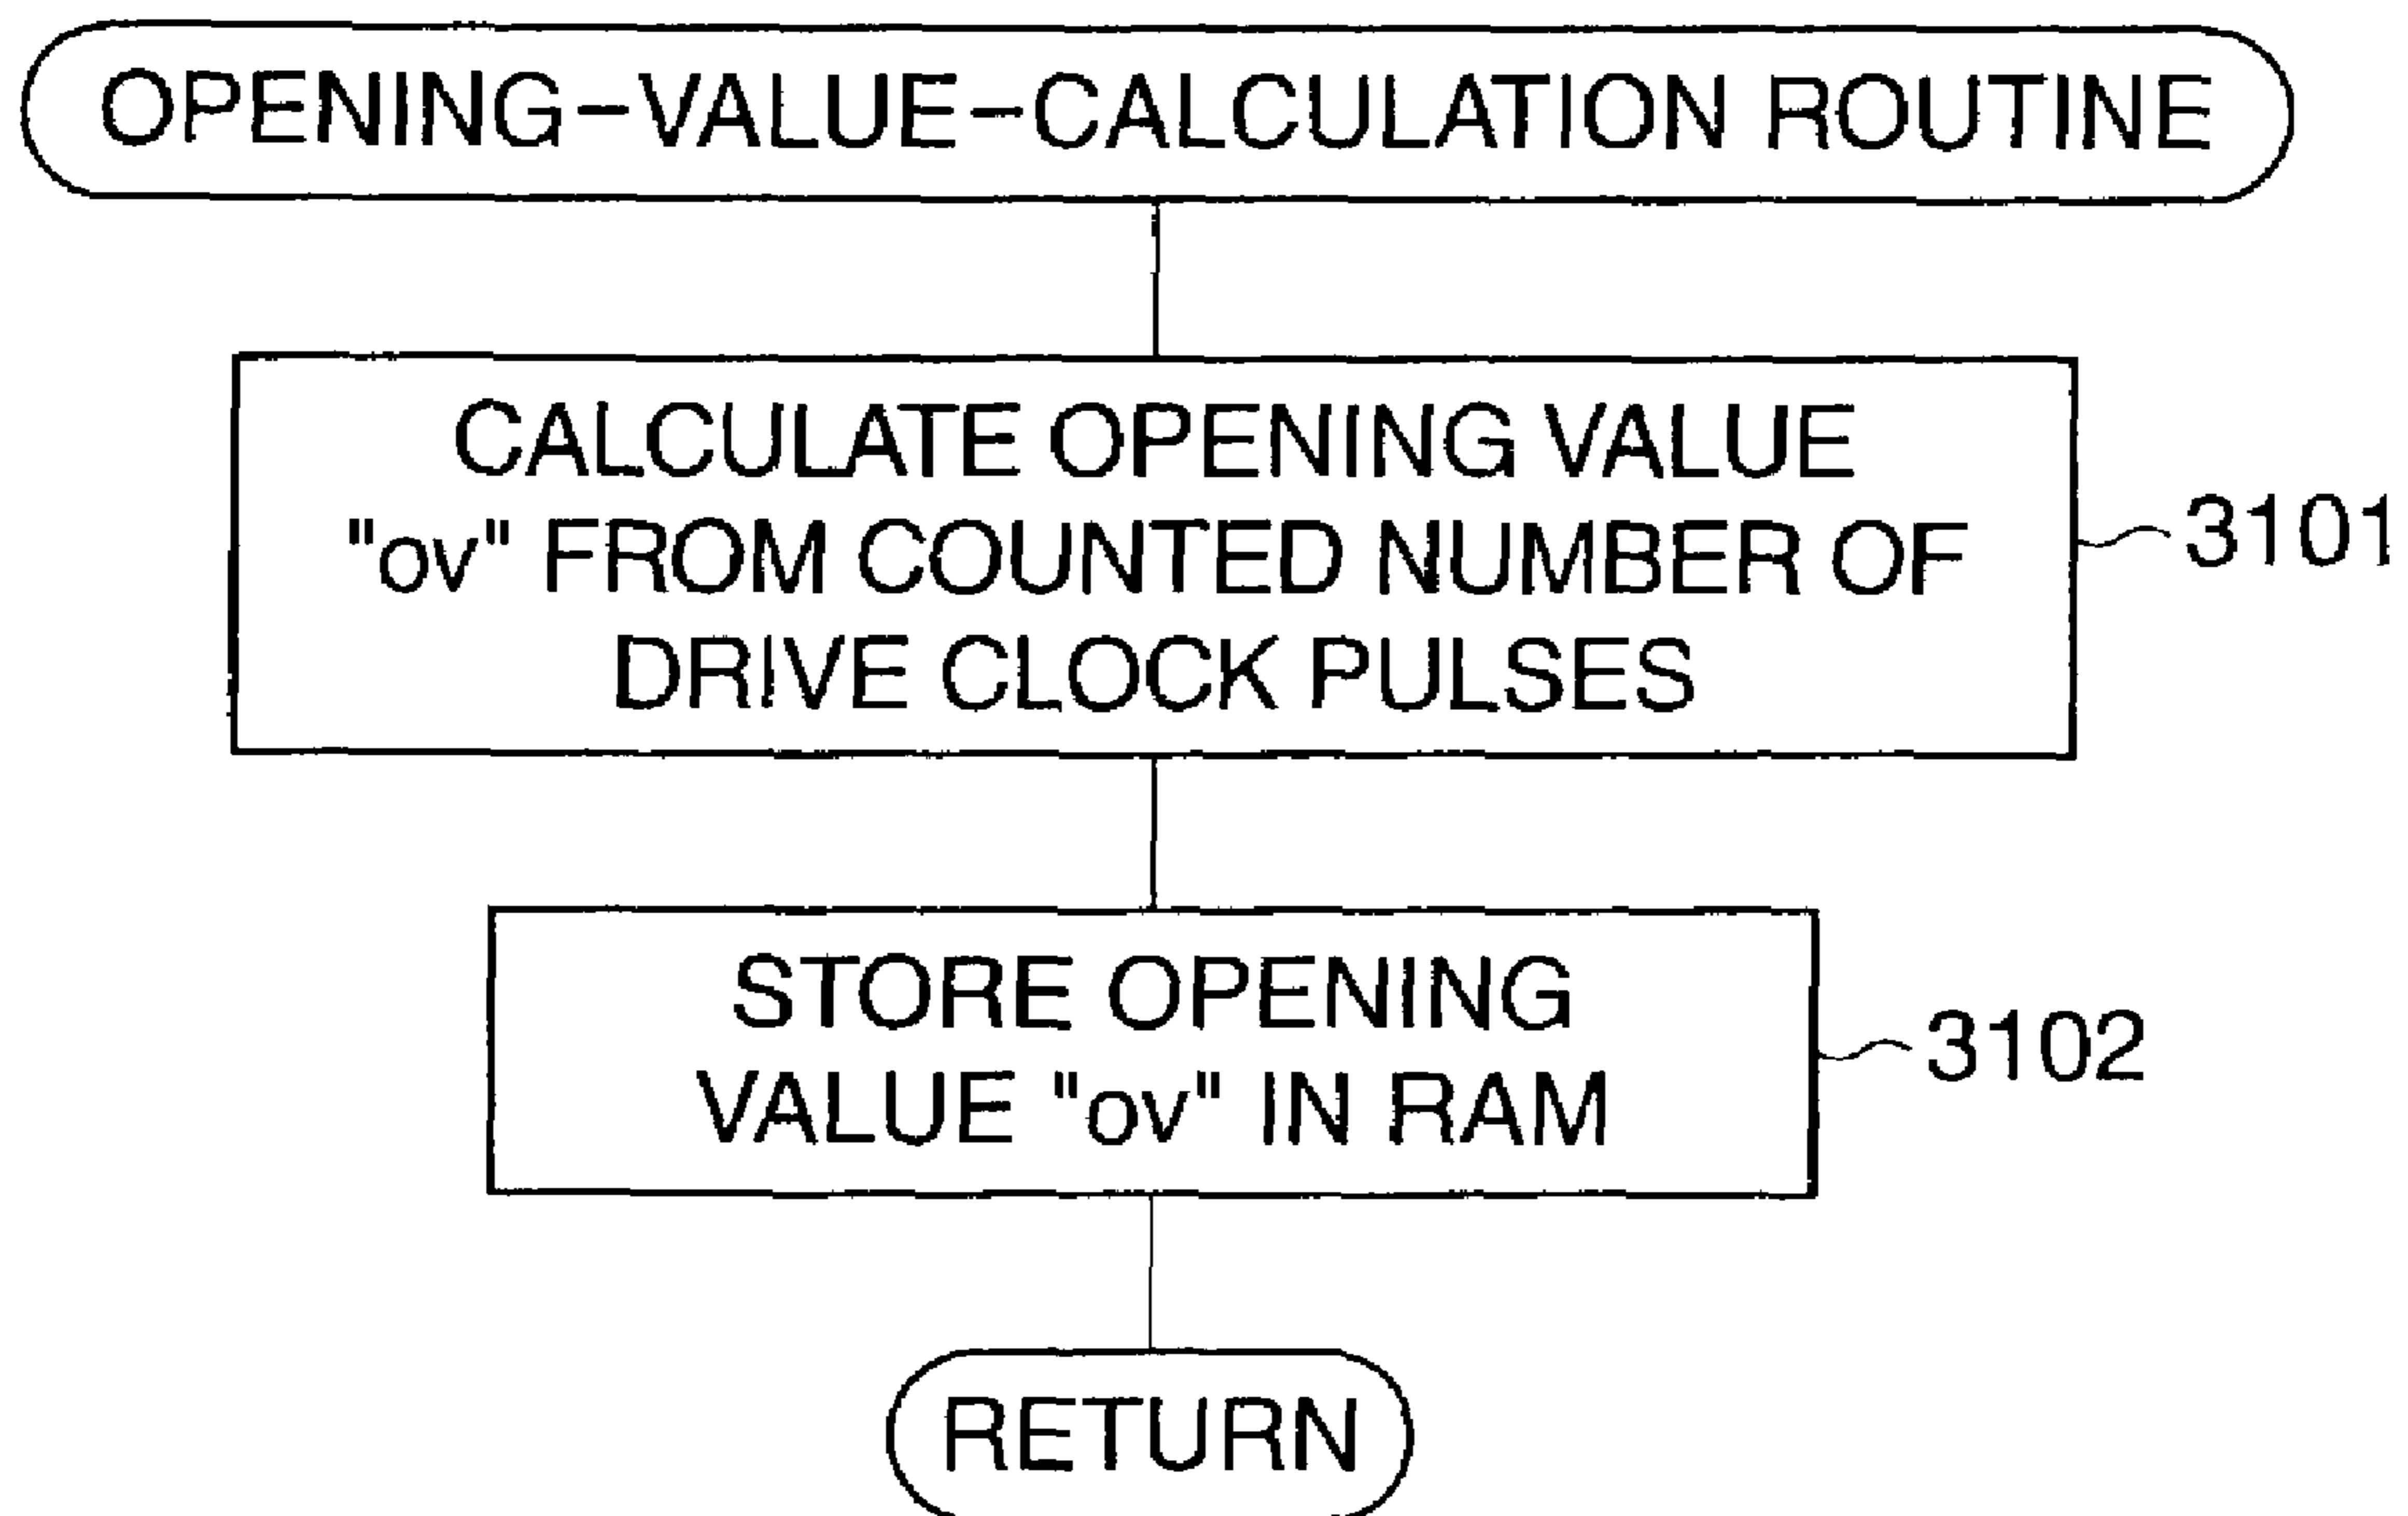 OPENING-VALUE-CALCULATION ROUTINE
CALCULATE OPENING VALUE
"ov" FROM COUNTED NUMBER OF
DRIVE CLOCK PULSES
3101
STORE OPENING
VALUE "ov" IN RAM
3102
RETURN